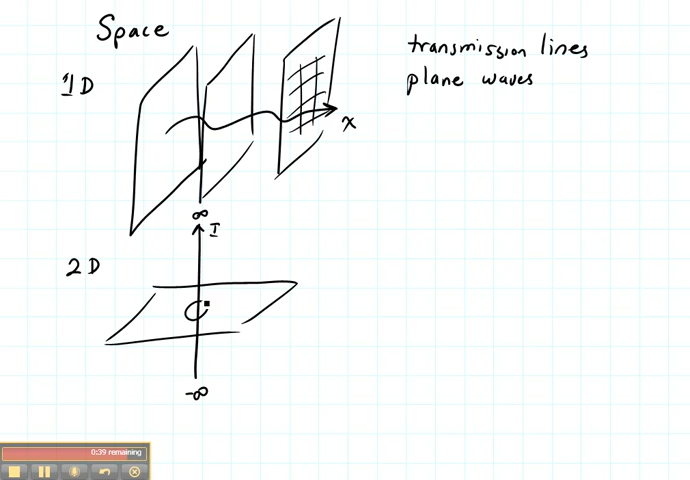 Space
1D
transmission lines
plane waves
x
∞
I
2D
-∞
0:39 remaining